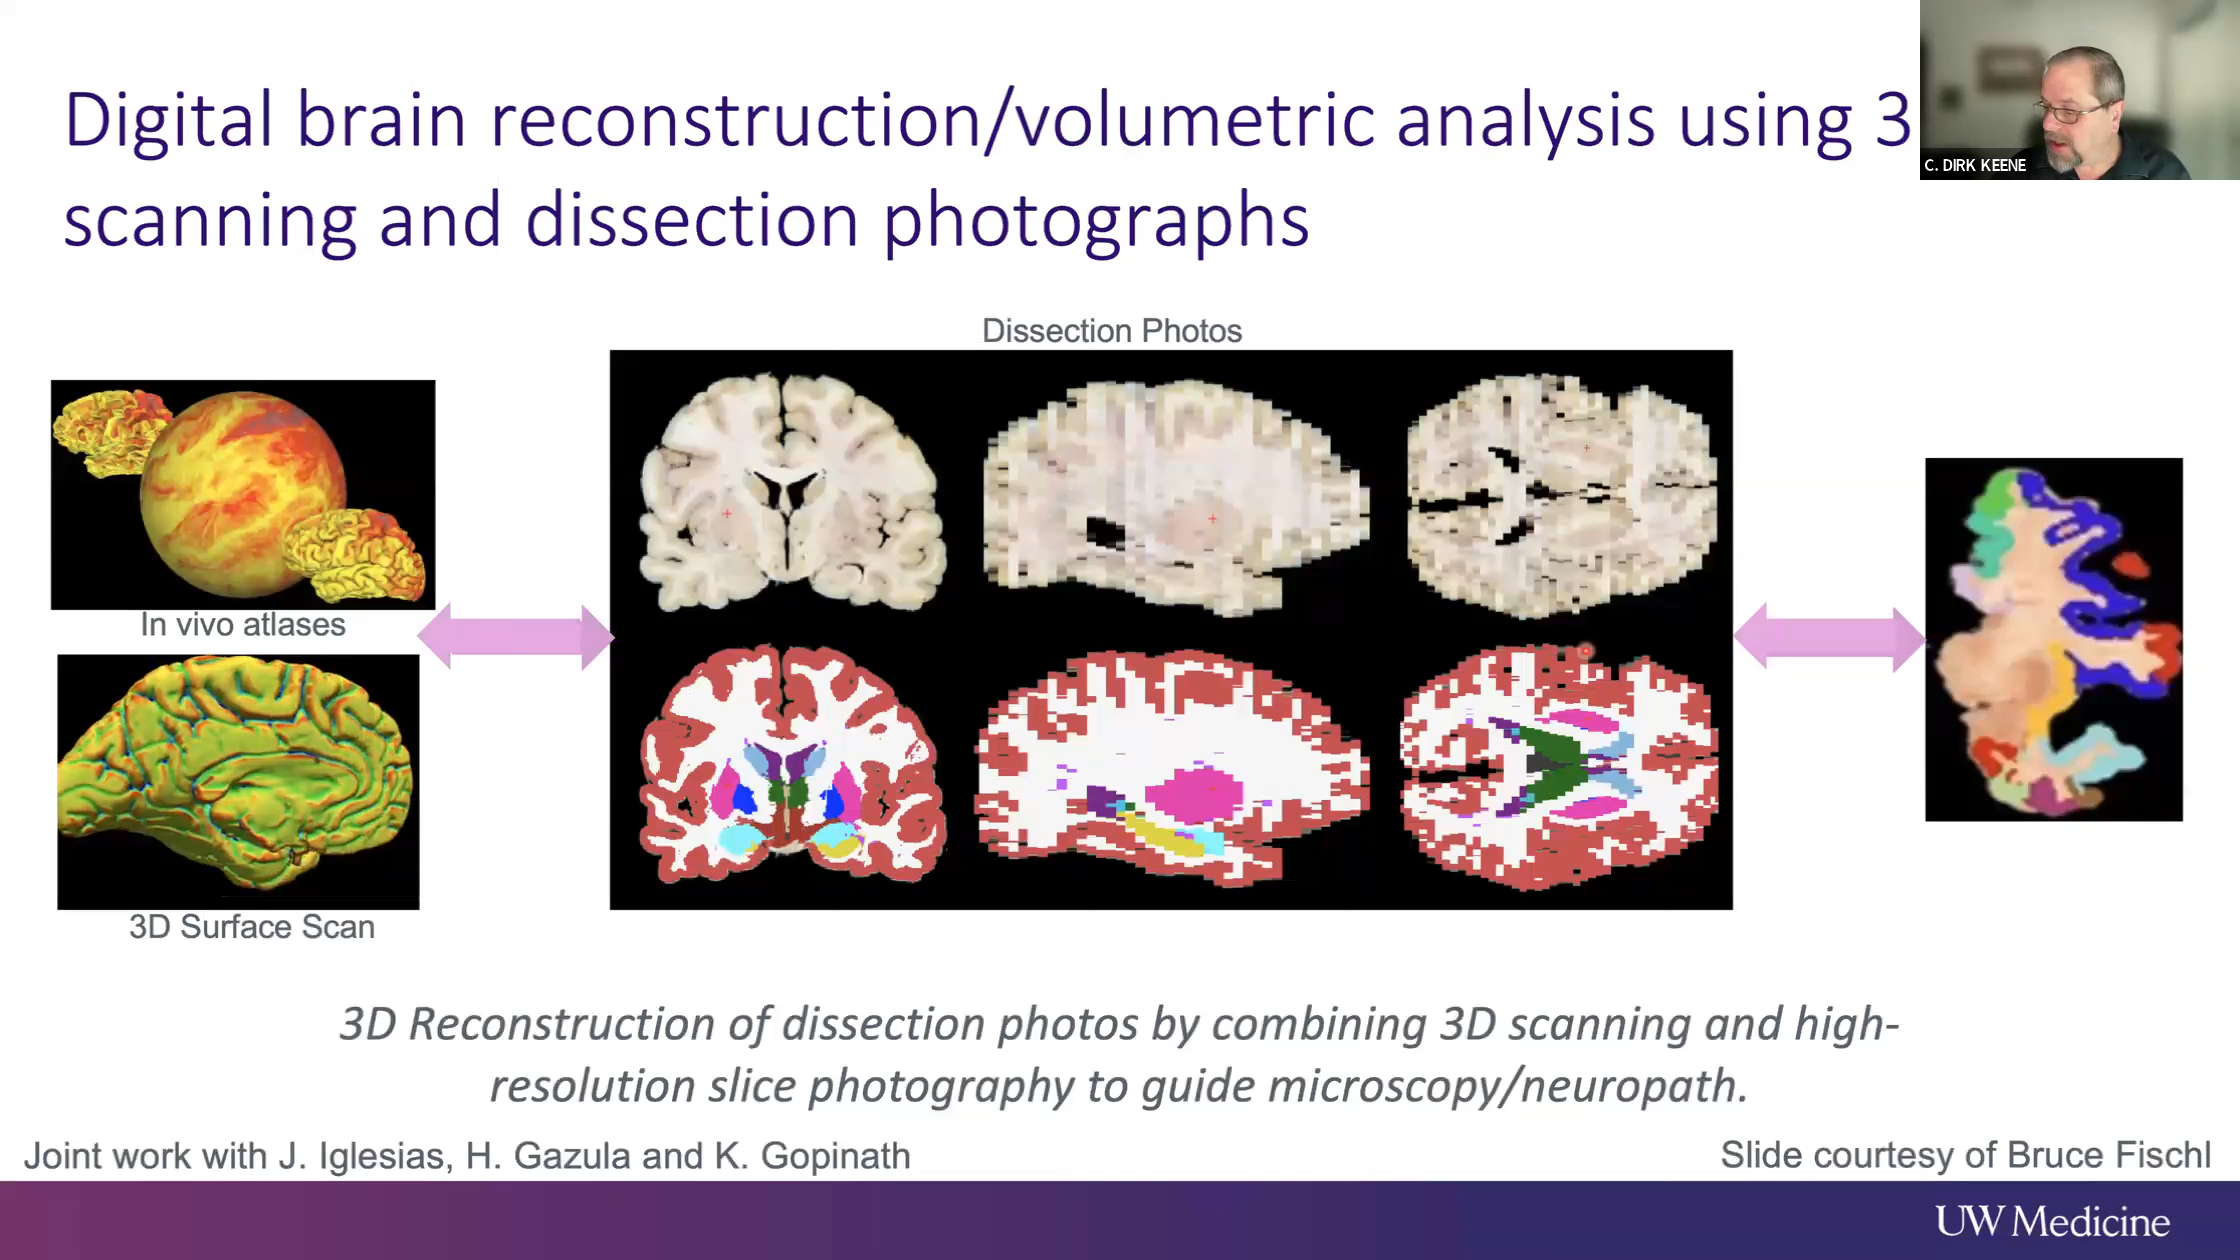 Digital brain reconstruction/volumetric analysis using 3
scanning and dissection photographs
C. DIRK KEENE
Dissection Photos
In vivo atlases
3D Surface Scan
3D Reconstruction of dissection photos by combining 3D scanning and high-
resolution slice photography to guide microscopy/neuropath.
Joint work with J. Iglesias, H. Gazula and K. Gopinath
Slide courtesy of Bruce Fischl
UW Medicine